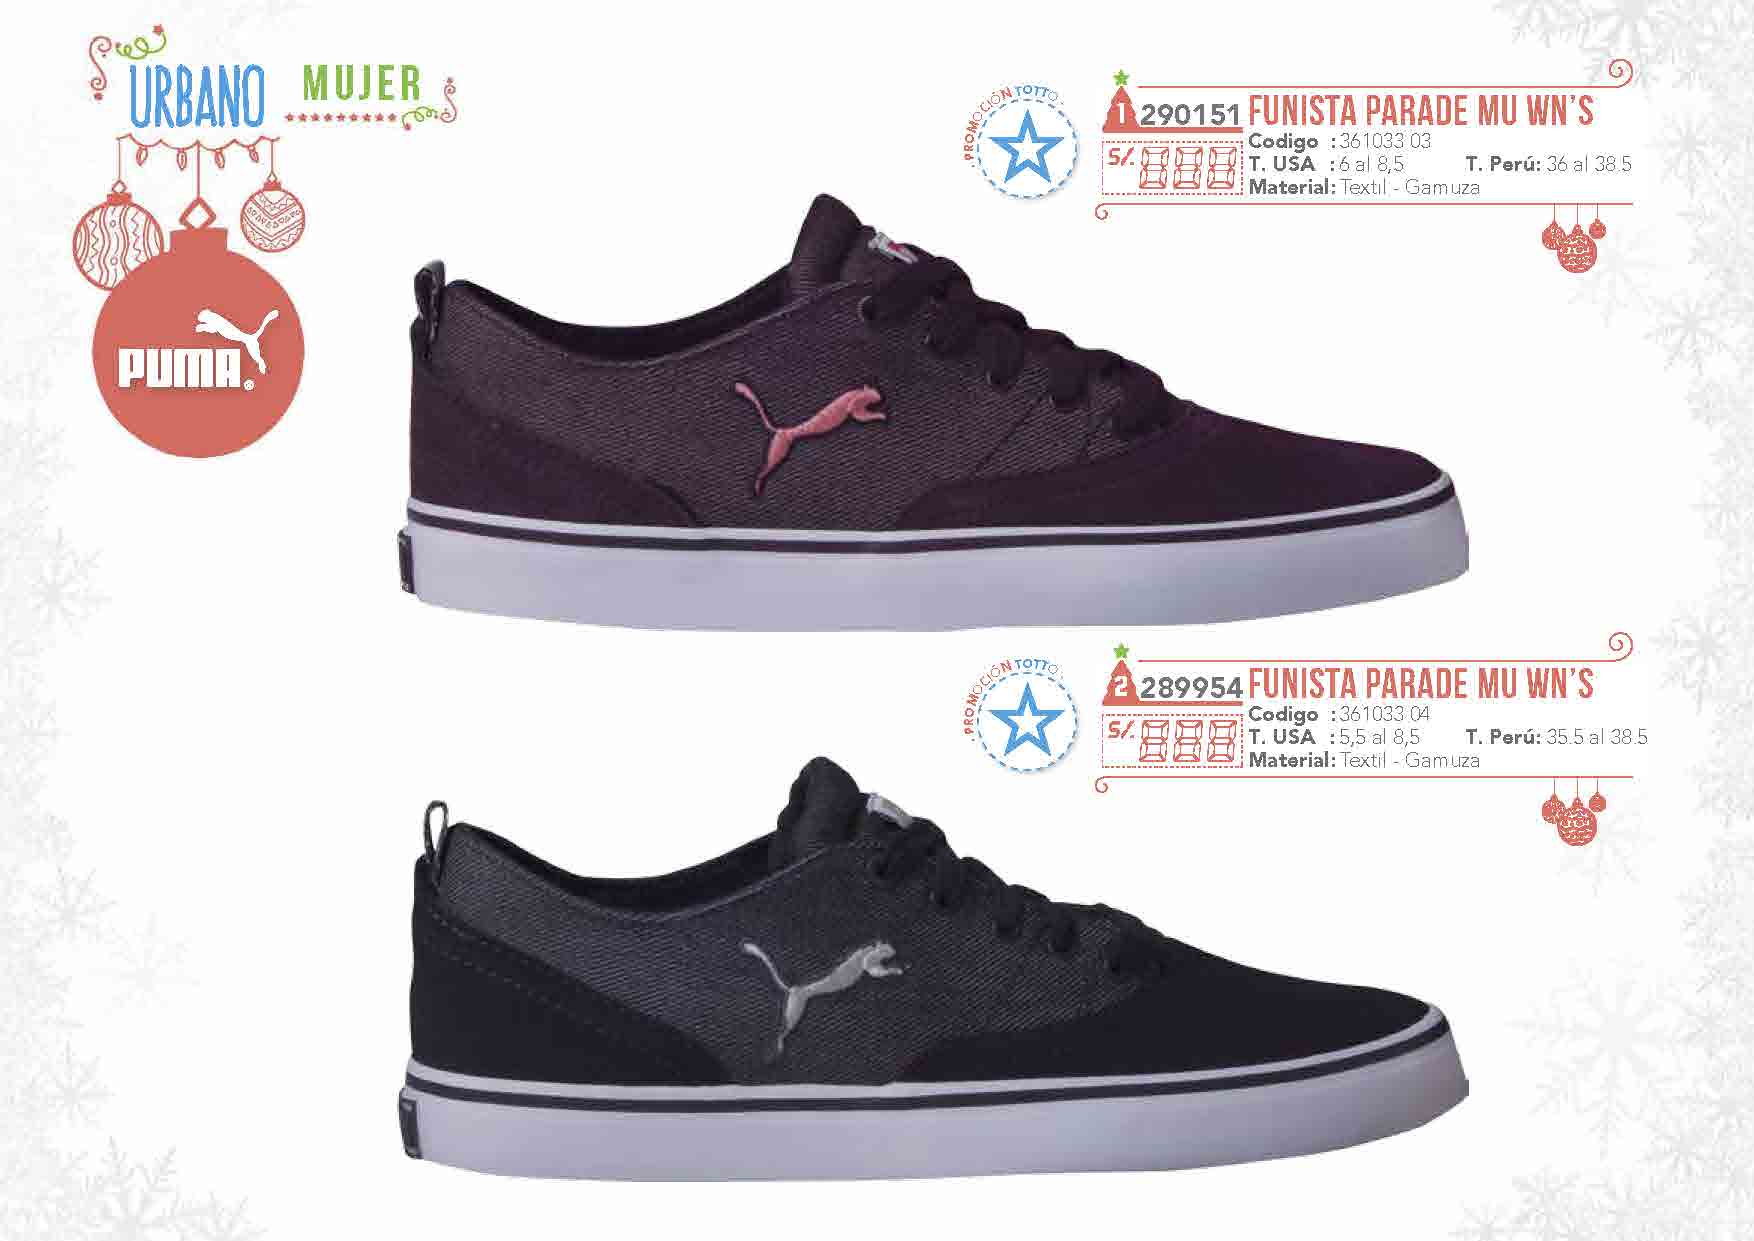 URBANO MUJER
PUMA®
PROMOCIÓN TOTTO
1 290151 FUNISTA PARADE MU WN'S
Codigo : 361033 03
S/. T. USA : 6 al 8,5 T. Perú: 36 al 38.5
Material: Textil - Gamuza
PROMOCIÓN TOTTO
2 289954 FUNISTA PARADE MU WN'S
Codigo : 361033 04
S/. T. USA : 5,5 al 8,5 T. Perú: 35.5 al 38.5
Material: Textil - Gamuza